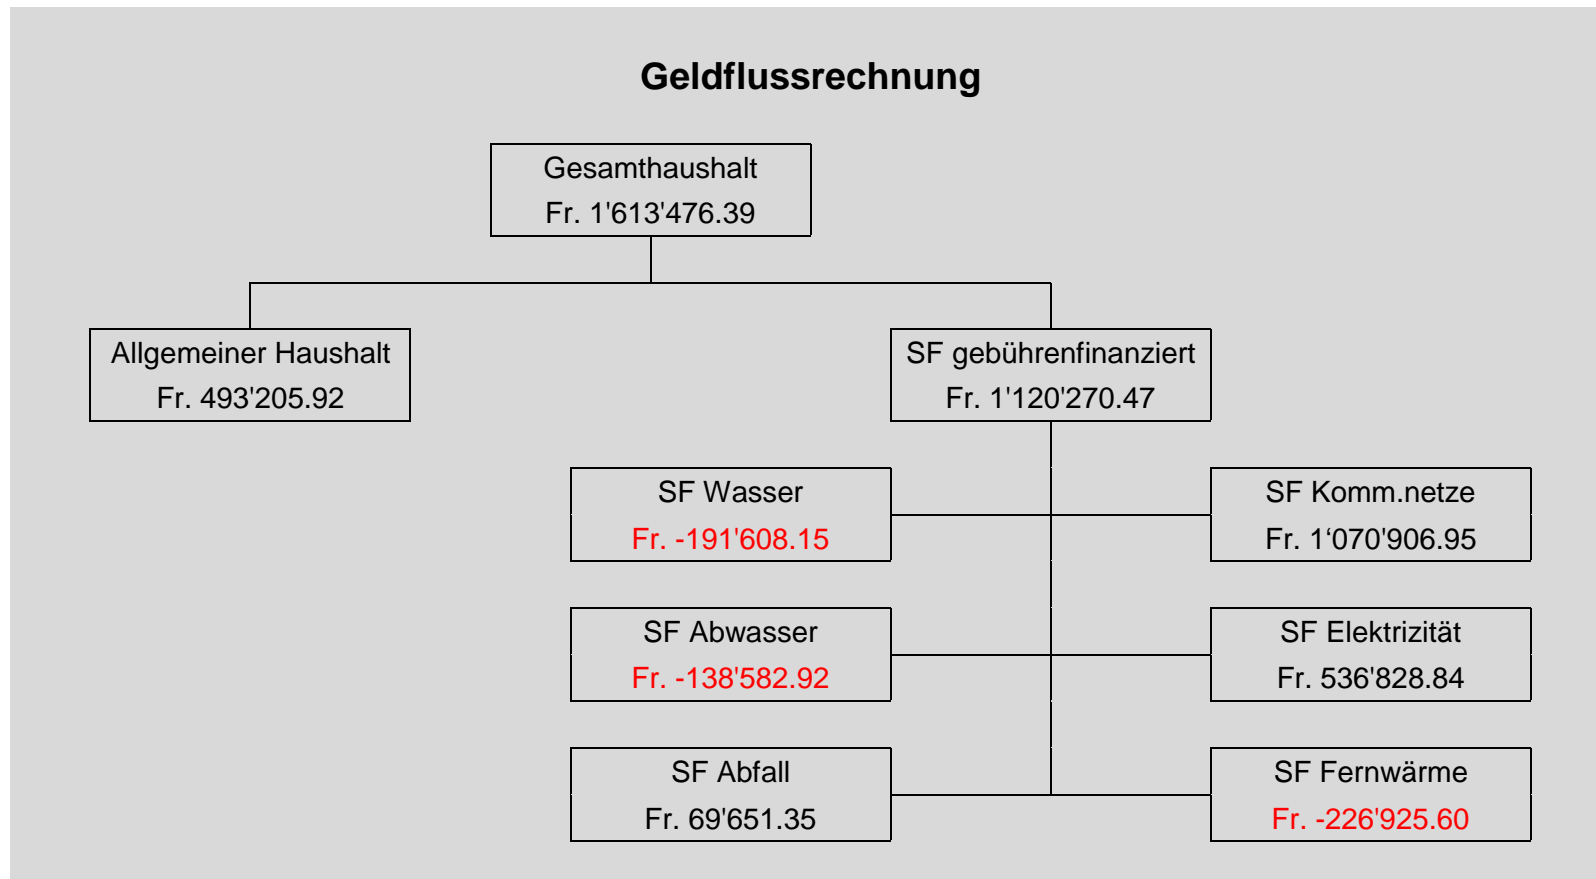 Geldflussrechnung
Gesamthaushalt
Fr. 1'613'476.39
Allgemeiner Haushalt
Fr. 493'205.92
SF gebührenfinanziert
Fr. 1'120'270.47
SF Wasser
Fr. -191'608.15
SF Komm.netze
Fr. 1‘070'906.95
SF Abwasser
Fr. -138'582.92
SF Elektrizität
Fr. 536'828.84
SF Abfall
Fr. 69'651.35
SF Fernwärme
Fr. -226'925.60